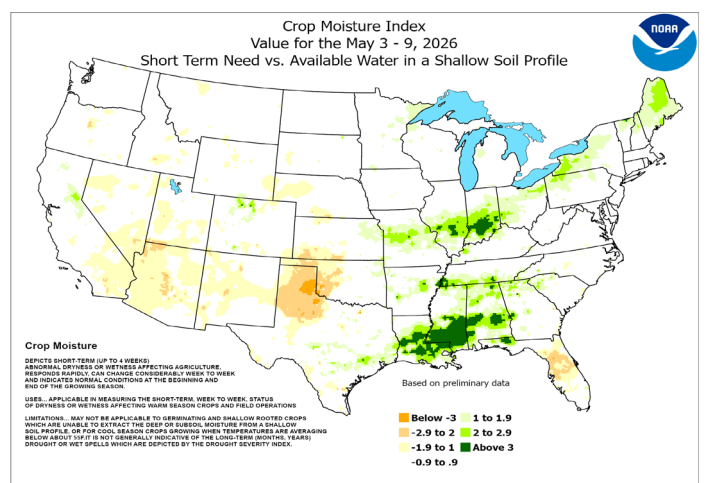 Crop Moisture Index
Value for the May 3 - 9, 2026
Short Term Need vs. Available Water in a Shallow Soil Profile
NOAA
Crop Moisture
DEPICTS SHORT-TERM (UP TO 4 WEEKS)
ABNORMAL DRYNESS OR WETNESS AFFECTING AGRICULTURE,
RESPONDS RAPIDLY, CAN CHANGE CONSIDERABLY WEEK TO WEEK
AND INDICATES NORMAL CONDITIONS AT THE BEGINNING AND
END OF THE GROWING SEASON.
USES... APPLICABLE IN MEASURING THE SHORT-TERM, WEEK TO WEEK, STATUS
OF DRYNESS OR WETNESS AFFECTING WARM SEASON CROPS AND FIELD OPERATIONS
LIMITATIONS... MAY NOT BE APPLICABLE TO GERMINATING AND SHALLOW ROOTED CROPS
WHICH ARE UNABLE TO EXTRACT THE DEEP OR SUBSOIL MOISTURE FROM A SHALLOW
SOIL PROFILE, OR FOR COOL SEASON CROPS GROWING WHEN TEMPERATURES ARE AVERAGING
BELOW ABOUT 55F.IT IS NOT GENERALLY INDICATIVE OF THE LONG-TERM (MONTHS, YEARS)
DROUGHT OR WET SPELLS WHICH ARE DEPICTED BY THE DROUGHT SEVERITY INDEX.
Based on preliminary data
Below -3
-2.9 to 2
-1.9 to 1
-0.9 to .9
1 to 1.9
2 to 2.9
Above 3